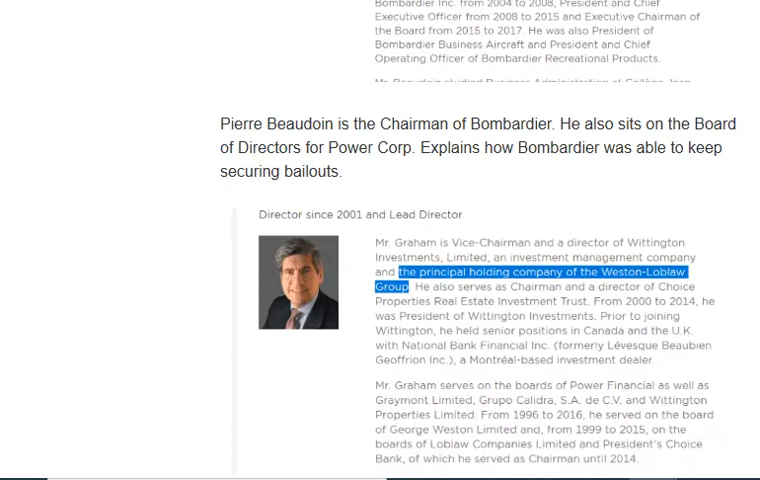 Bombardier Inc. from 2004 to 2008, President and Chief
Executive Officer from 2008 to 2015 and Executive Chairman of
the Board from 2015 to 2017. He was also President of
Bombardier Business Aircraft and President and Chief
Operating Officer of Bombardier Recreational Products.
Mr. Beaudoin studied Business Administration at Collège Jean
Pierre Beaudoin is the Chairman of Bombardier. He also sits on the Board
of Directors for Power Corp. Explains how Bombardier was able to keep
securing bailouts.
Director since 2001 and Lead Director
Mr. Graham is Vice-Chairman and a director of Wittington
Investments, Limited, an investment management company
and the principal holding company of the Weston-Loblaw
Group. He also serves as Chairman and a director of Choice
Properties Real Estate Investment Trust. From 2000 to 2014, he
was President of Wittington Investments. Prior to joining
Wittington, he held senior positions in Canada and the U.K.
with National Bank Financial Inc. (formerly Lévesque Beaubien
Geoffrion Inc.), a Montréal-based investment dealer.
Mr. Graham serves on the boards of Power Financial as well as
Graymont Limited, Grupo Calidra, S.A. de C.V. and Wittington
Properties Limited. From 1996 to 2016, he served on the board
of George Weston Limited and, from 1999 to 2015, on the
boards of Loblaw Companies Limited and President's Choice
Bank, of which he served as Chairman until 2014.